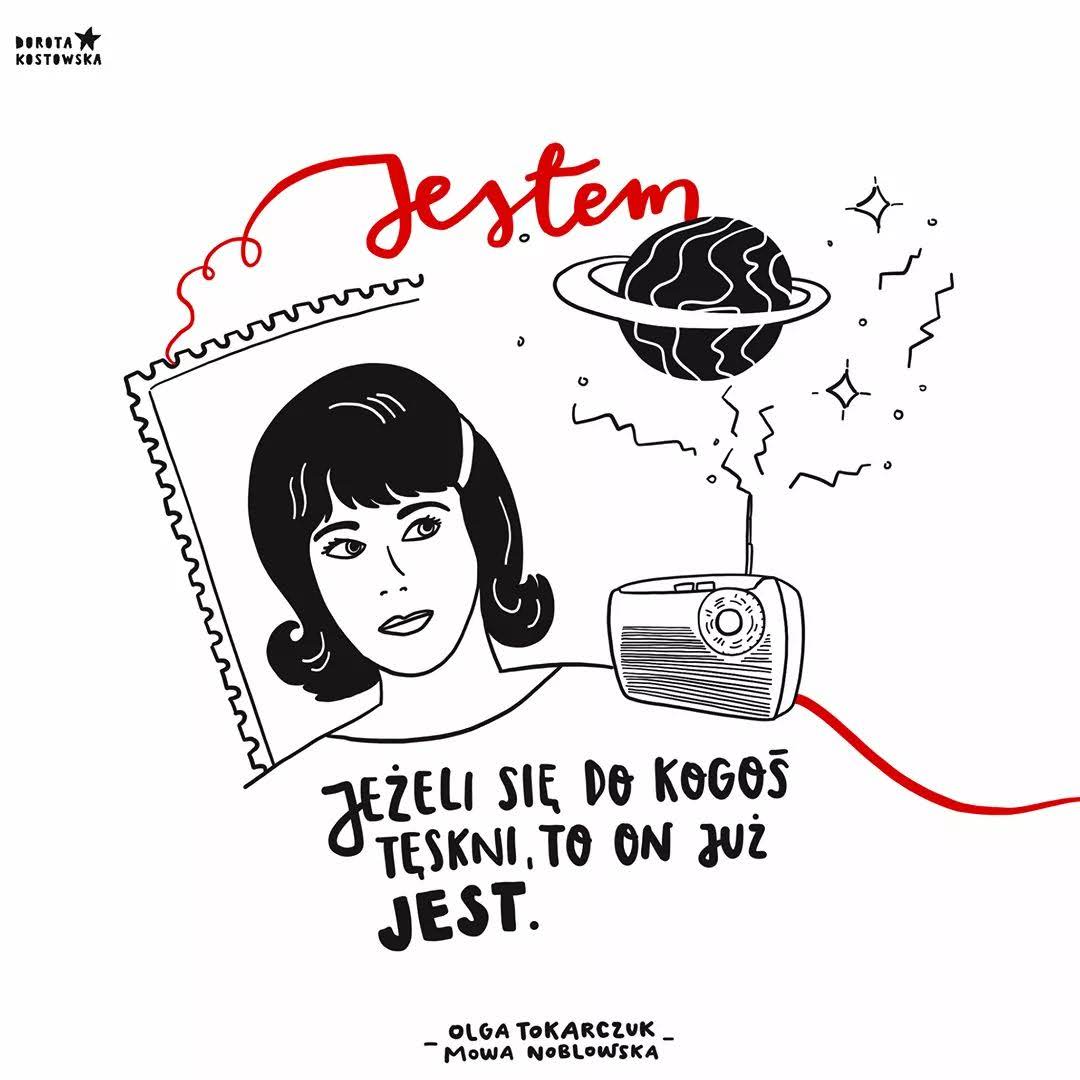 DOROTA
KOSTOWSKA
Jestem
JEŻELI SIĘ DO KOGOŚ
TĘSKNI, TO ON JUŻ
JEST.
_ OLGA TOKARCZUK _
MOWA NOBLOWSKA